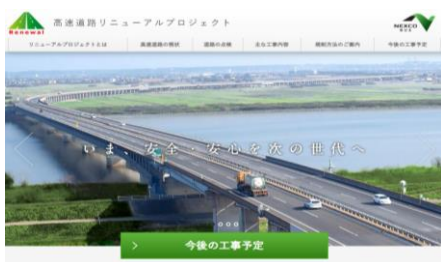 Renewal
高速道路リニューアルプロジェクト
NEXCO
リニューアルプロジェクトとは 高速道路の現状 道路の点検 主な工事内容 規制方法のご案内 今後の工事予定
いま、安全・安心を次の世代へ
今後の工事予定